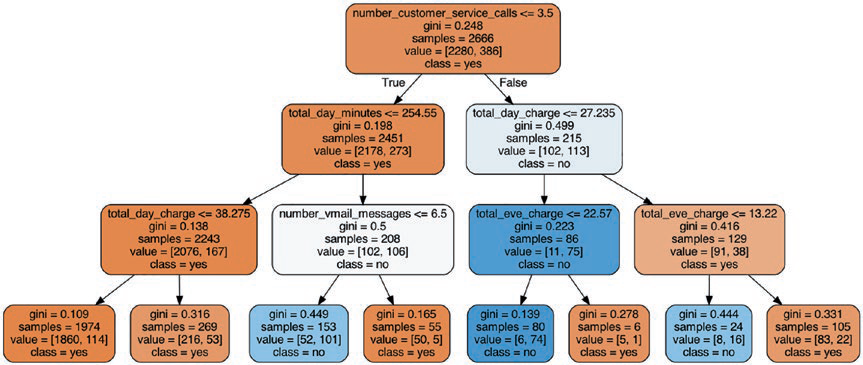 number_customer_service_calls <= 3.5
gini = 0.248
samples = 2666
value = [2280, 386]
class = yes
True
False
total_day_minutes <= 254.55
gini = 0.198
samples = 2451
value = [2178, 273]
class = yes
total_day_charge <= 27.235
gini = 0.499
samples = 215
value = [102, 113]
class = no
total_day_charge <= 38.275
gini = 0.138
samples = 2243
value = [2076, 167]
class = yes
number_vmail_messages <= 6.5
gini = 0.5
samples = 208
value = [102, 106]
class = no
total_eve_charge <= 22.57
gini = 0.223
samples = 86
value = [11, 75]
class = no
total_eve_charge <= 13.22
gini = 0.416
samples = 129
value = [91, 38]
class = yes
gini = 0.109
samples = 1974
value = [1860, 114]
class = yes
gini = 0.316
samples = 269
value = [216, 53]
class = yes
gini = 0.449
samples = 153
value = [52, 101]
class = no
gini = 0.165
samples = 55
value = [50, 5]
class = yes
gini = 0.139
samples = 80
value = [6, 74]
class = no
gini = 0.278
samples = 6
value = [5, 1]
class = yes
gini = 0.444
samples = 24
value = [8, 16]
class = no
gini = 0.331
samples = 105
value = [83, 22]
class = yes